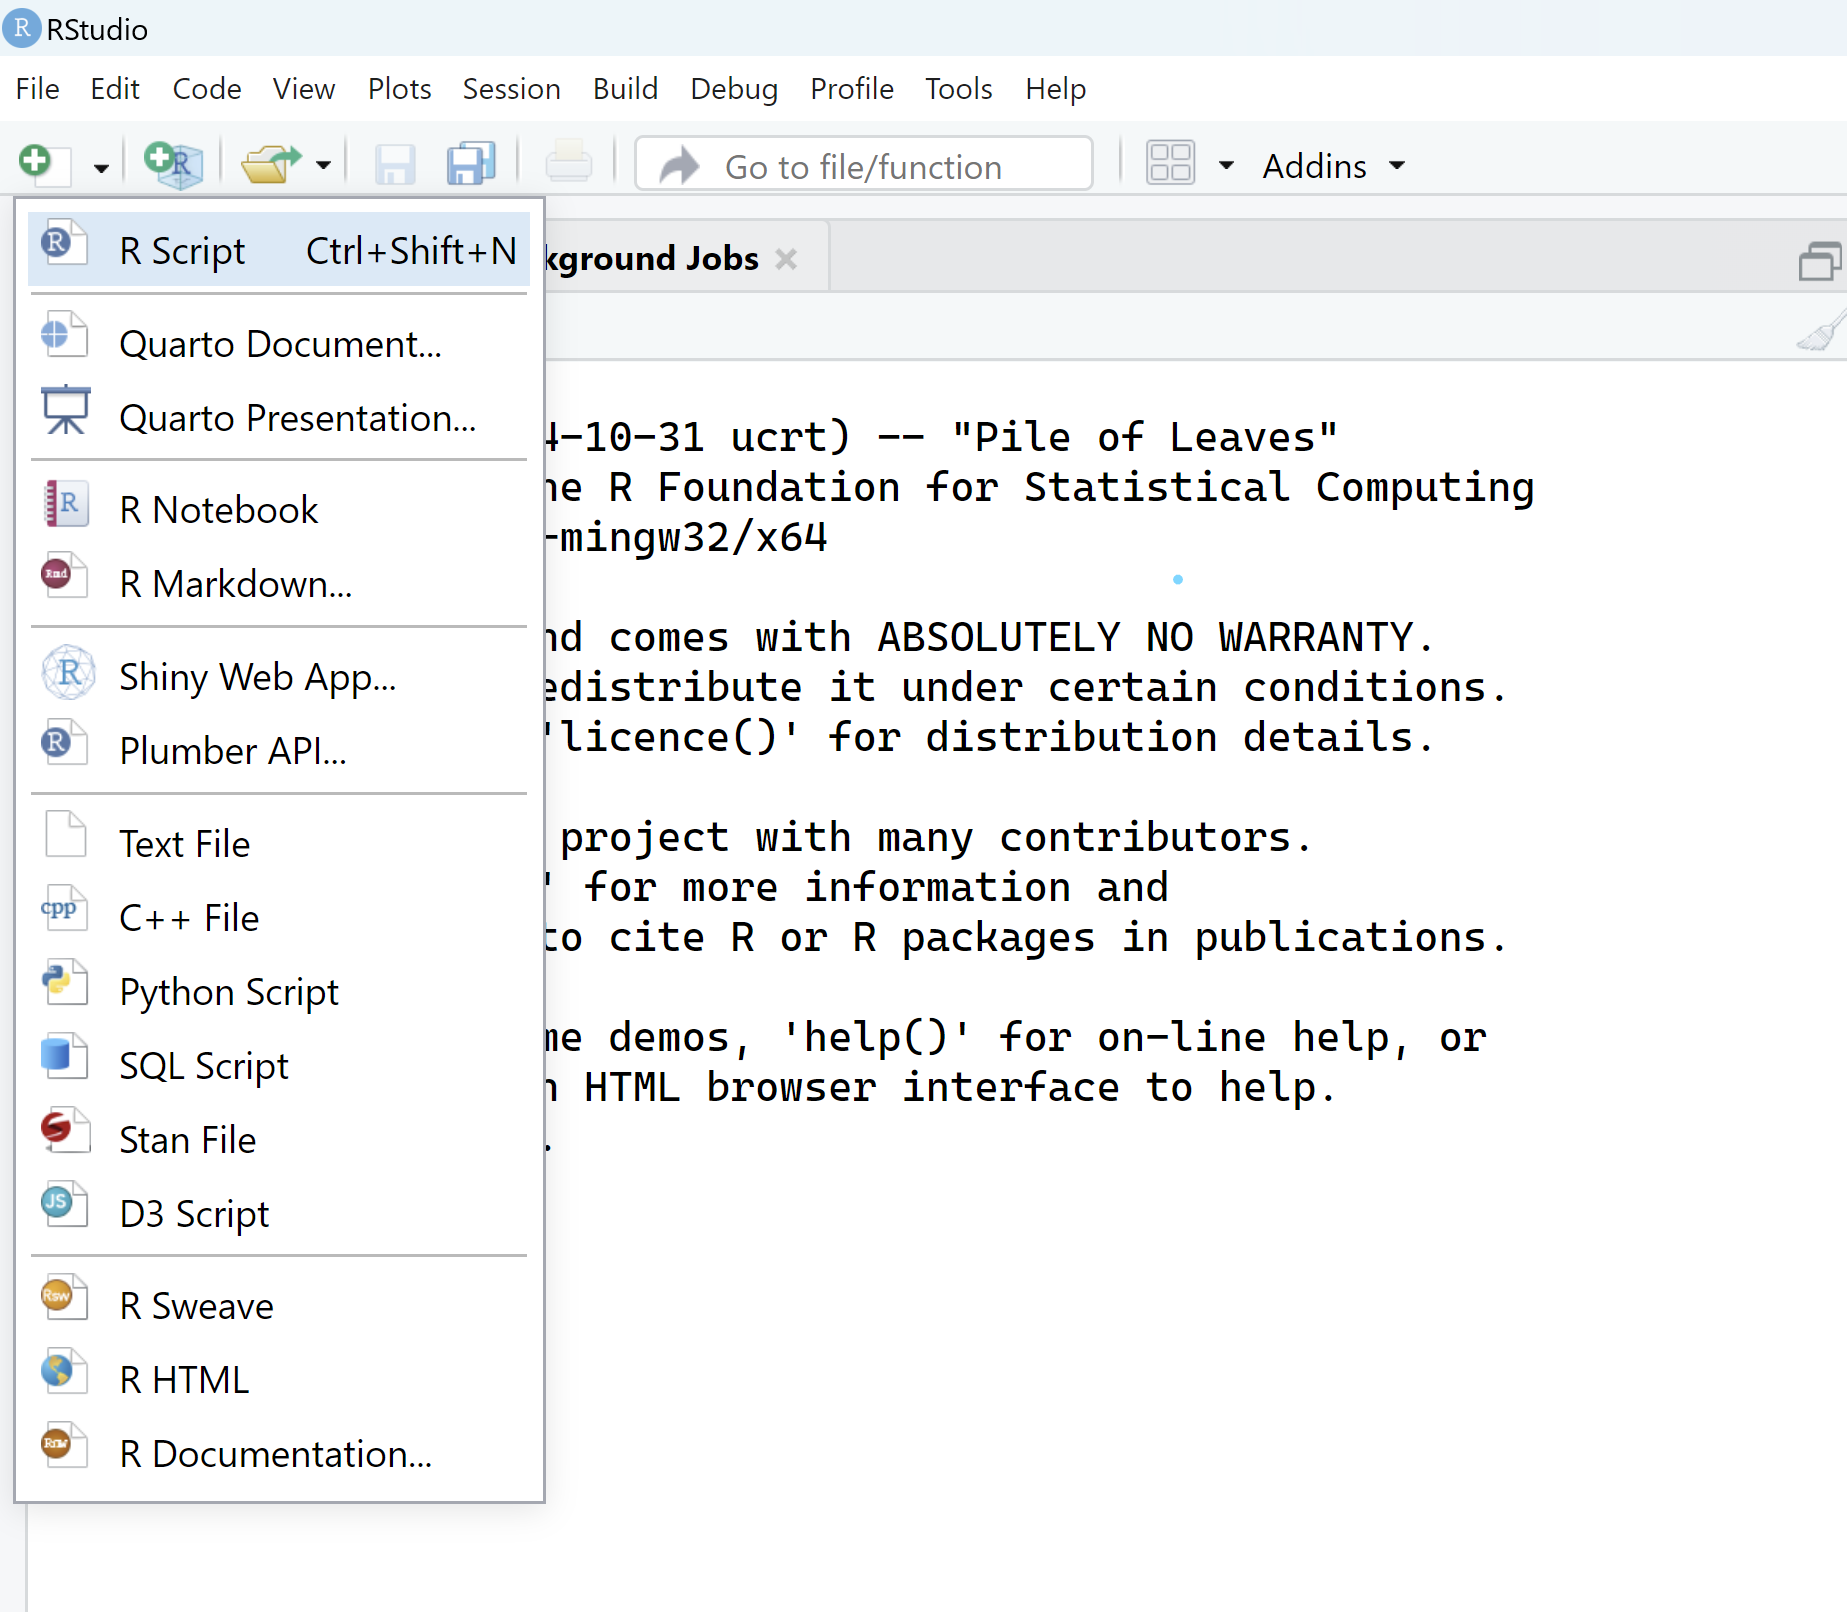 RStudio
File Edit Code View Plots Session Build Debug Profile Tools Help
Go to file/function Addins
R Script Ctrl+Shift+N
Quarto Document...
Quarto Presentation...
R Notebook
R Markdown...
Shiny Web App...
Plumber API...
Text File
C++ File
Python Script
SQL Script
Stan File
D3 Script
R Sweave
R HTML
R Documentation...
kground Jobs
4-10-31 ucrt) -- "Pile of Leaves"
he R Foundation for Statistical Computing
-mingw32/x64
nd comes with ABSOLUTELY NO WARRANTY.
edistribute it under certain conditions.
'licence()' for distribution details.
project with many contributors.
' for more information and
to cite R or R packages in publications.
me demos, 'help()' for on-line help, or
n HTML browser interface to help.
.